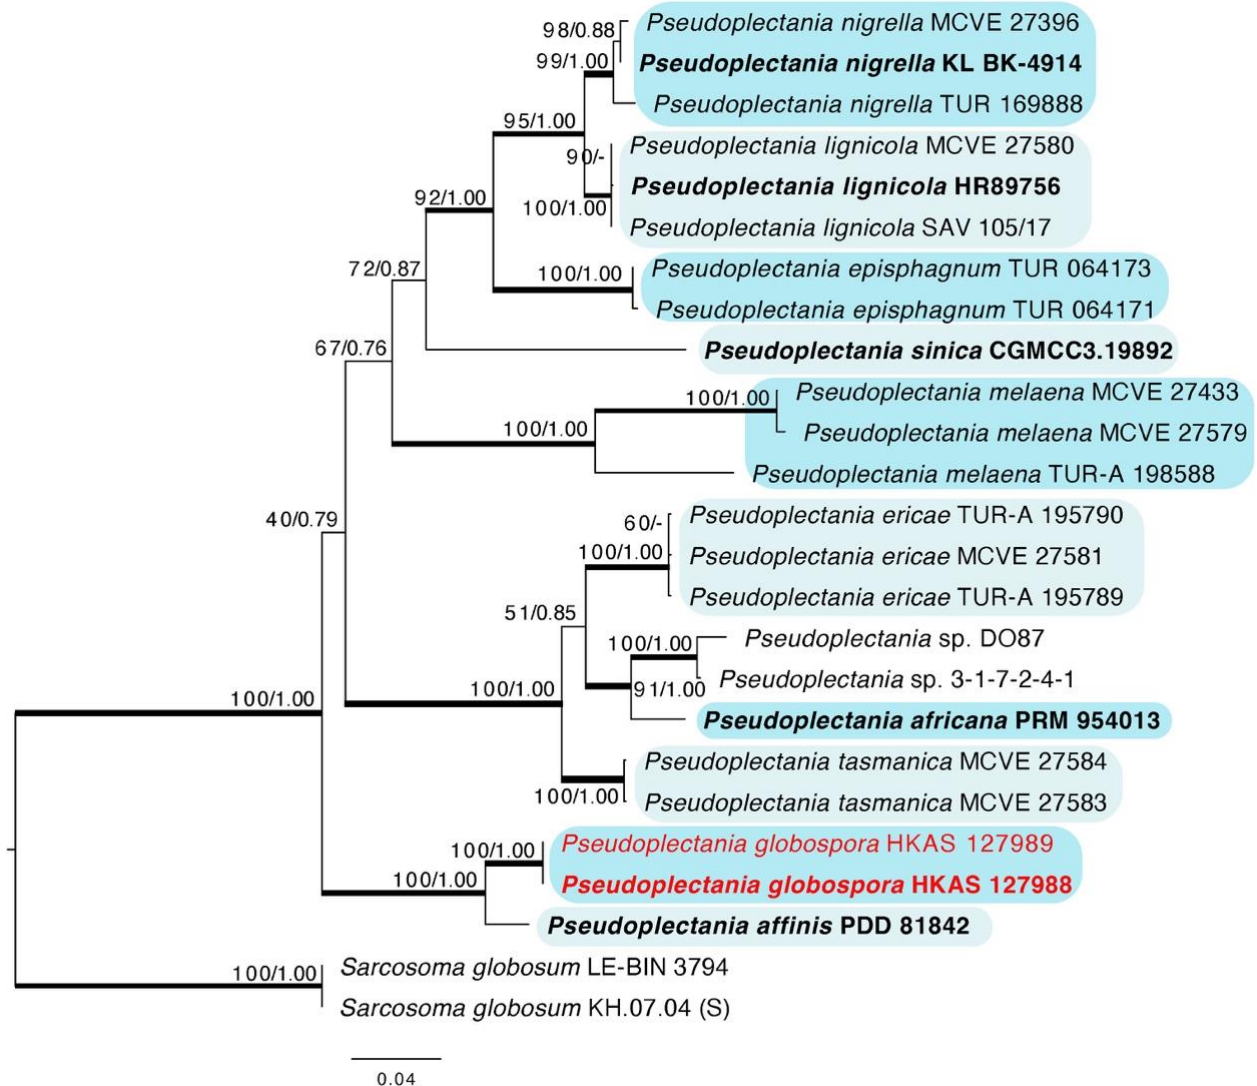 98/0.88
Pseudoplectania nigrella MCVE 27396
99/1.00
Pseudoplectania nigrella KL BK-4914
Pseudoplectania nigrella TUR 169888
95/1.00
Pseudoplectania lignicola MCVE 27580
90/-
Pseudoplectania lignicola HR89756
92/1.00
100/1.00
Pseudoplectania lignicola SAV 105/17
72/0.87
100/1.00
Pseudoplectania episphagnum TUR 064173
Pseudoplectania episphagnum TUR 064171
67/0.76
Pseudoplectania sinica CGMCC3.19892
100/1.00
Pseudoplectania melaena MCVE 27433
100/1.00
Pseudoplectania melaena MCVE 27579
Pseudoplectania melaena TUR-A 198588
40/0.79
60/-
Pseudoplectania ericae TUR-A 195790
100/1.00
Pseudoplectania ericae MCVE 27581
Pseudoplectania ericae TUR-A 195789
51/0.85
100/1.00
Pseudoplectania sp. DO87
Pseudoplectania sp. 3-1-7-2-4-1
100/1.00
91/1.00
100/1.00
Pseudoplectania africana PRM 954013
Pseudoplectania tasmanica MCVE 27584
100/1.00
Pseudoplectania tasmanica MCVE 27583
100/1.00
Pseudoplectania globospora HKAS 127989
100/1.00
Pseudoplectania globospora HKAS 127988
Pseudoplectania affinis PDD 81842
100/1.00
Sarcosoma globosum LE-BIN 3794
Sarcosoma globosum KH.07.04 (S)
0.04